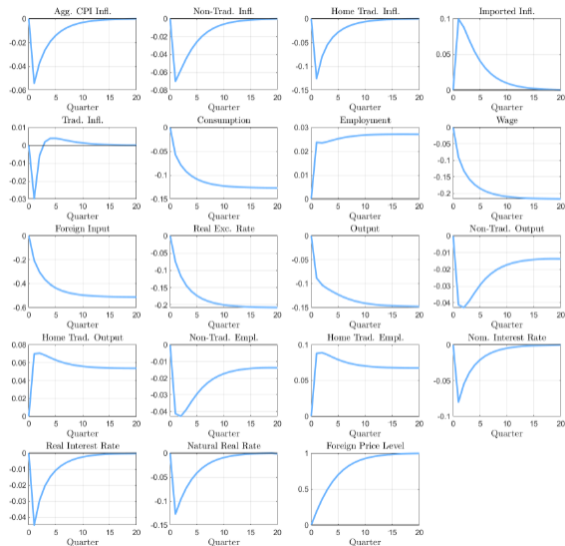 Agg. CPI Infl. Non-Trad. Infl. Home Trad. Infl. Imported Infl.
0 0 0 0.1
-0.02 -0.02 -0.05 0.05
-0.04 -0.04 -0.1
-0.06
-0.06 -0.08 -0.15 0
0 5 10 15 20 0 5 10 15 20 0 5 10 15 20 0 5 10 15 20
Quarter Quarter Quarter Quarter
Trad. Infl. Consumption Employment Wage
0.01 0 0.03 0
0 -0.05 0.02 -0.05
-0.01 -0.1 -0.1
-0.02 0.01 -0.15
-0.2
-0.03 -0.15 0
0 5 10 15 20 0 5 10 15 20 0 5 10 15 20 0 5 10 15 20
Quarter Quarter Quarter Quarter
Foreign Input Real Exc. Rate Output Non-Trad. Output
0 0 0 0
-0.2 -0.05 -0.05 -0.01
-0.1 -0.02
-0.4 -0.15 -0.1 -0.03
-0.2 -0.04
-0.6 -0.15
0 5 10 15 20 0 5 10 15 20 0 5 10 15 20 0 5 10 15 20
Quarter Quarter Quarter Quarter
Home Trad. Output Non-Trad. Empl. Home Trad. Empl. Nom. Interest Rate
0.08 0 0.1 0
0.06 -0.01
0.04 -0.02 0.05 -0.05
0.02 -0.03
-0.04
0 0 -0.1
0 5 10 15 20 0 5 10 15 20 0 5 10 15 20 0 5 10 15 20
Quarter Quarter Quarter Quarter
Real Interest Rate Natural Real Rate Foreign Price Level
0 0 1
-0.01 -0.05
-0.02 0.5
-0.03 -0.1
-0.04
-0.15 0
0 5 10 15 20 0 5 10 15 20 0 5 10 15 20
Quarter Quarter Quarter